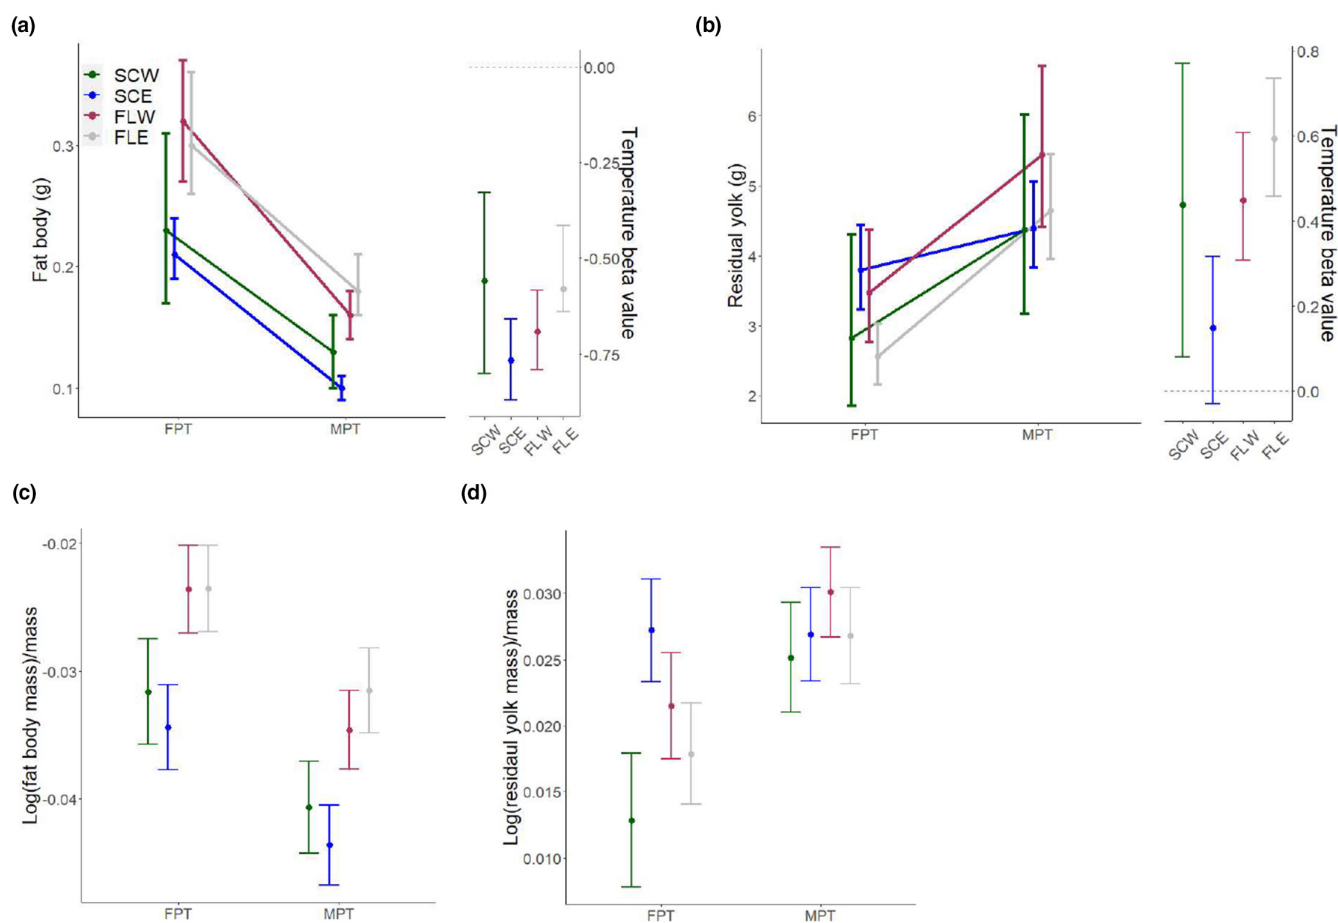 (a)
SCW
SCE
FLW
FLE
Fat body (g)
0.3
0.2
0.1
FPT
MPT
0.00
-0.25
-0.50
-0.75
Temperature beta value
SCW
SCE
FLW
FLE
(b)
Residual yolk (g)
6
5
4
3
2
FPT
MPT
0.8
0.6
0.4
0.2
0.0
Temperature beta value
SCW
SCE
FLW
FLE
(c)
Log(fat body mass)/mass
-0.02
-0.03
-0.04
FPT
MPT
(d)
Log(residaul yolk mass)/mass
0.030
0.025
0.020
0.015
0.010
FPT
MPT